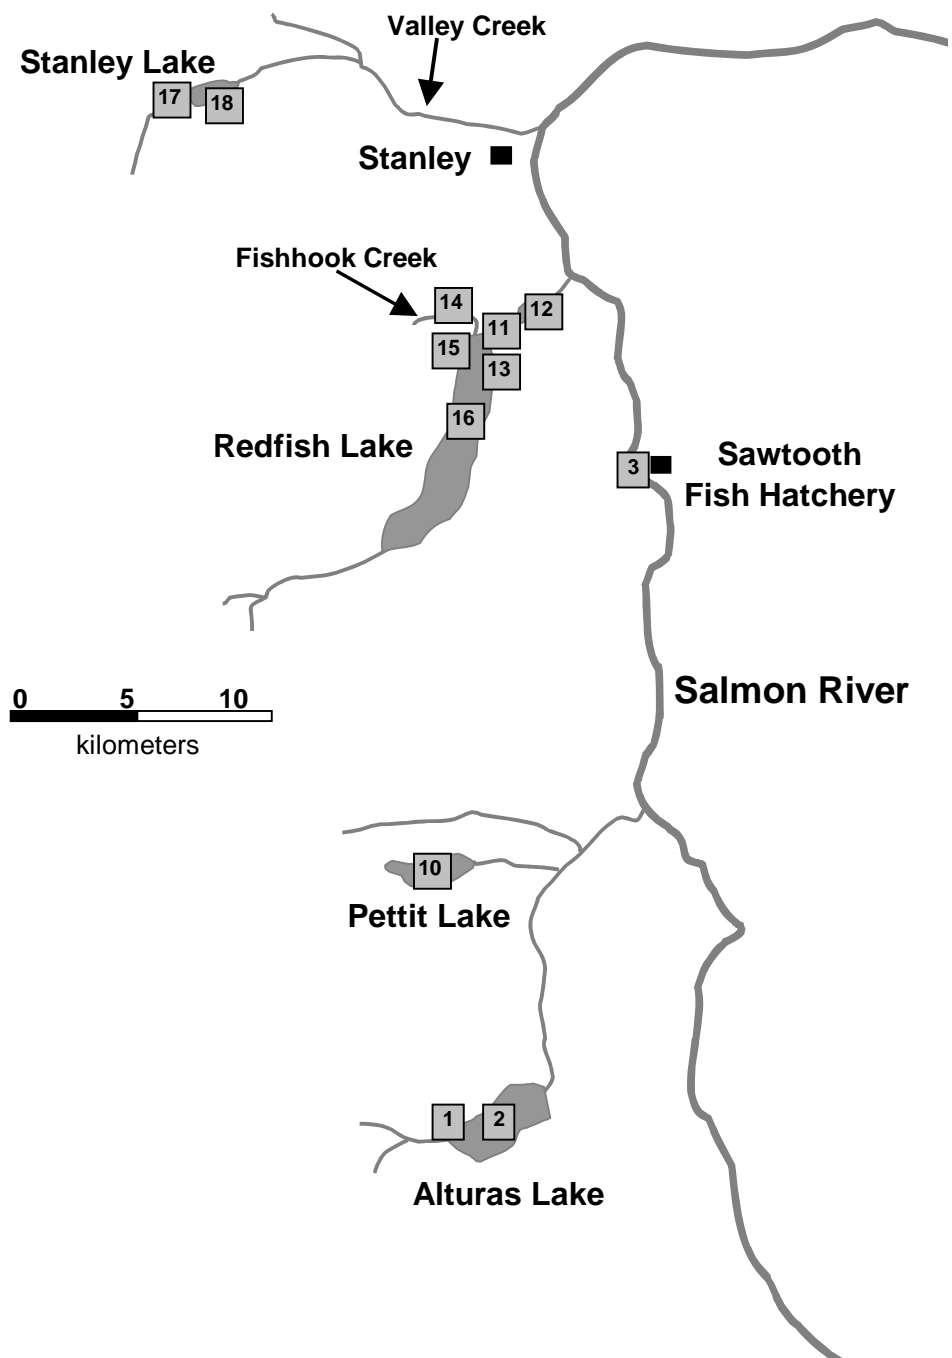 Valley Creek
Stanley Lake
17
18
Stanley
Fishhook Creek
14
12
11
15
13
16
Redfish Lake
3
Sawtooth
Fish Hatchery
0 5 10
kilometers
Salmon River
10
Pettit Lake
1
2
Alturas Lake